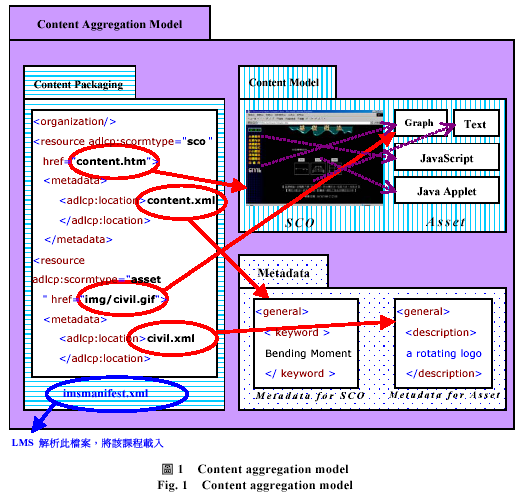 Content Aggregation Model
Content Packaging
<organization/>
<resource adlcp:scormtype="sco"
href="content.htm">
<metadata>
<adlcp:location>content.xml
</adlcp:location>
</metadata>
<resource
adlcp:scormtype="asset
" href="img/civil.gif">
<metadata>
<adlcp:location>civil.xml
</adlcp:location>
imsmanifest.xml
LMS 解析此檔案，將該課程載入
Content Model
Graph
Text
JavaScript
Java Applet
SCO
Asset
Metadata
<general>
< keyword >
Bending Moment
</ keyword >
Metadata for SCO
<general>
<description>
a rotating logo
</description>
Metadata for Asset
圖 1 Content aggregation model
Fig. 1 Content aggregation model